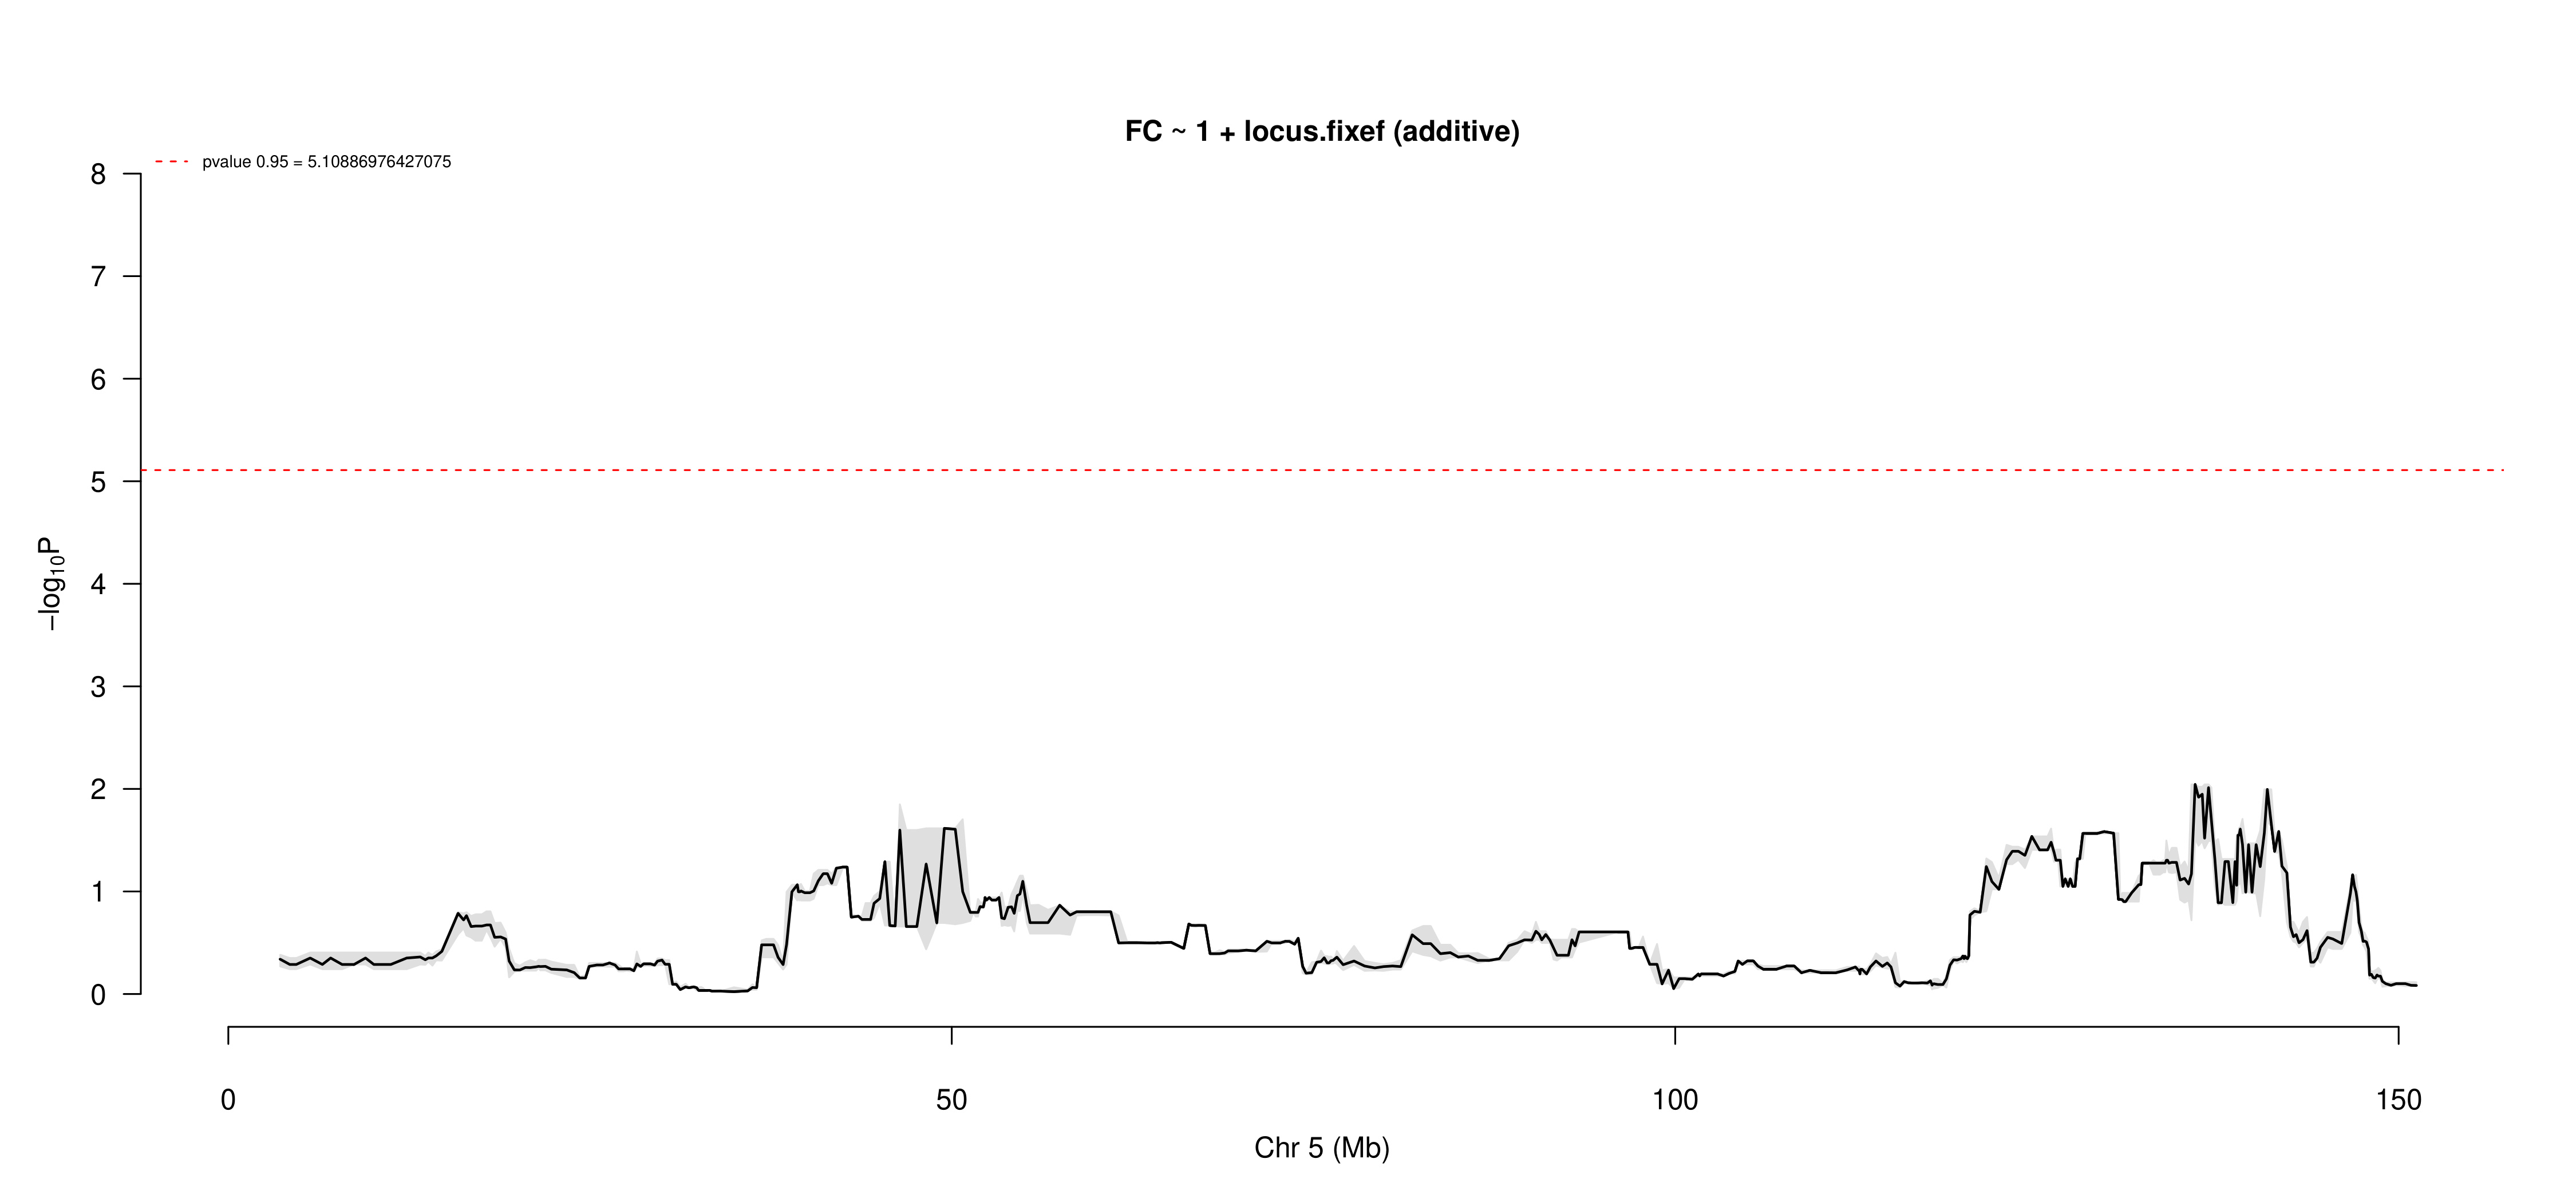 FC ~ 1 + locus.fixef (additive)
pvalue 0.95 = 5.10886976427075
8
7
6
5
4
3
2
1
0
−log10P
0 50 100 150
Chr 5 (Mb)